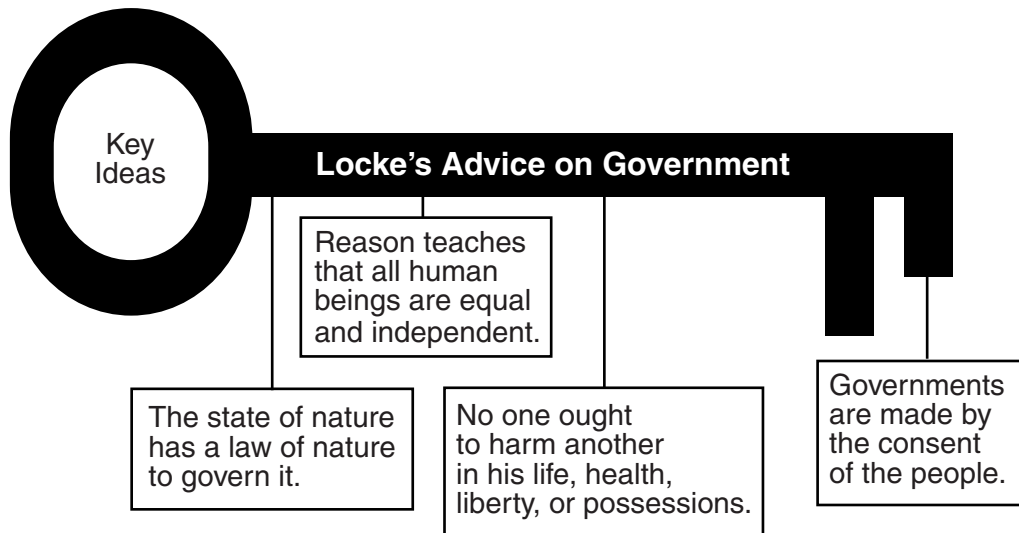 Key
Ideas
Locke's Advice on Government
Reason teaches
that all human
beings are equal
and independent.
The state of nature
has a law of nature
to govern it.
No one ought
to harm another
in his life, health,
liberty, or possessions.
Governments
are made by
the consent
of the people.